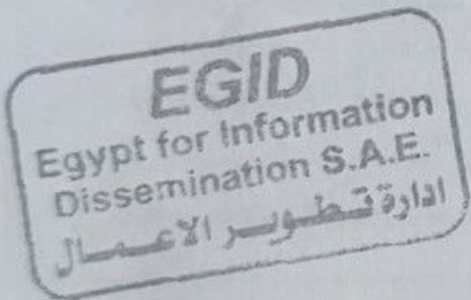 EGID
Egypt for Information
Dissemination S.A.E.
ادارة تطوير الاعمال